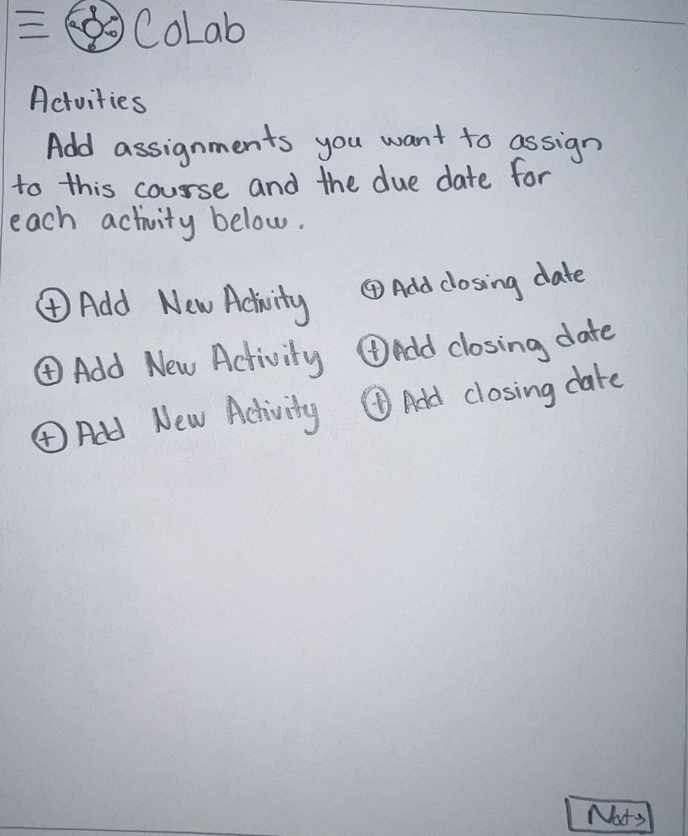 CoLab
Actvities
Add assignments you want to assign
to this course and the due date for
each activity below.
Add New Activity Add closing date
Add New Activity Add closing date
Add New Activity Add closing date
Next →